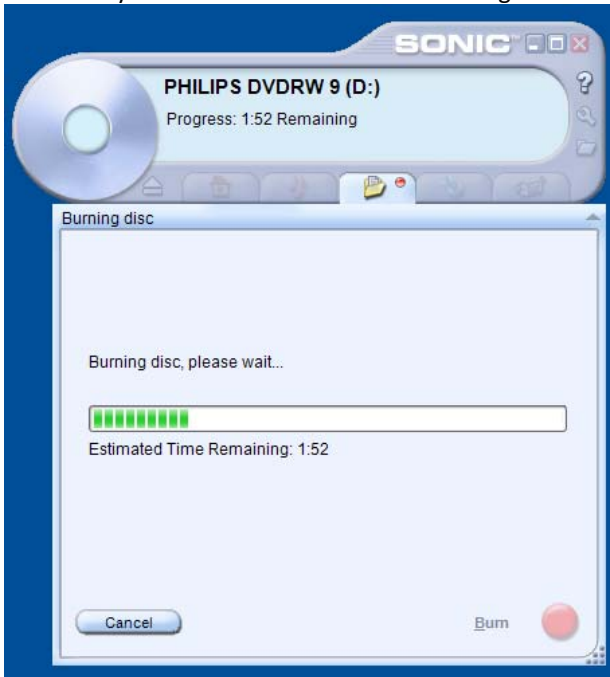 SONIC
PHILIPS DVDRW 9 (D:)
Progress: 1:52 Remaining
Burning disc
Burning disc, please wait...
Estimated Time Remaining: 1:52
Cancel
Burn